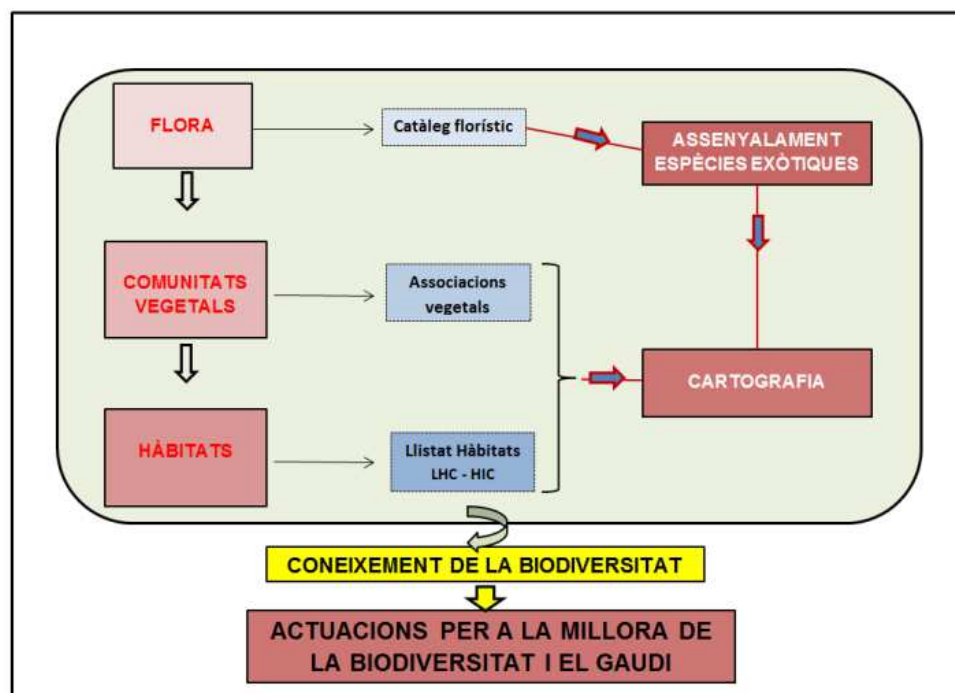 FLORA
Catàleg florístic
ASSENYALAMENT
ESPÈCIES EXÒTIQUES
COMUNITATS
VEGETALS
Associacions
vegetals
CARTOGRAFIA
HÀBITATS
Llistat Hàbitats
LHC - HIC
CONEIXEMENT DE LA BIODIVERSITAT
ACTUACIONS PER A LA MILLORA DE
LA BIODIVERSITAT I EL GAUDI